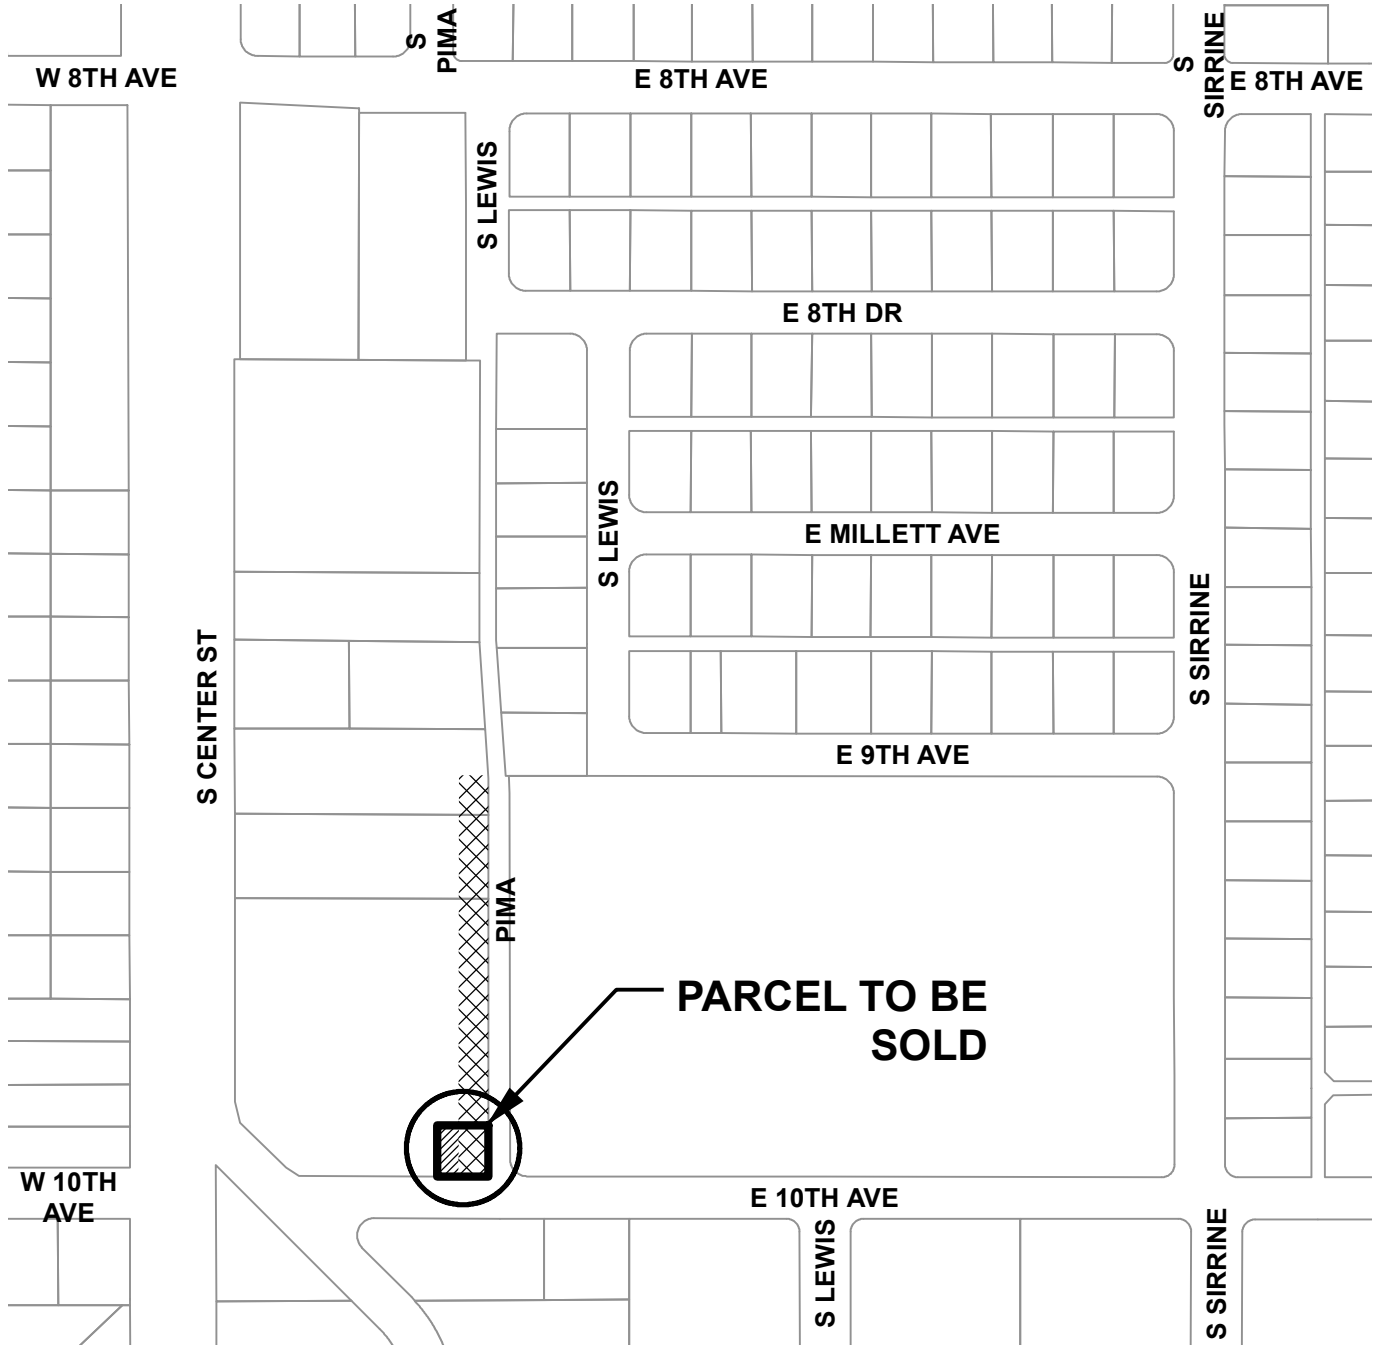 S
PIMA
S
SIRRINE
W 8TH AVE
E 8TH AVE
E 8TH AVE
S LEWIS
E 8TH DR
S LEWIS
E MILLETT AVE
S SIRRINE
S CENTER ST
E 9TH AVE
PIMA
PARCEL TO BE
SOLD
W 10TH
AVE
E 10TH AVE
S LEWIS
S SIRRINE